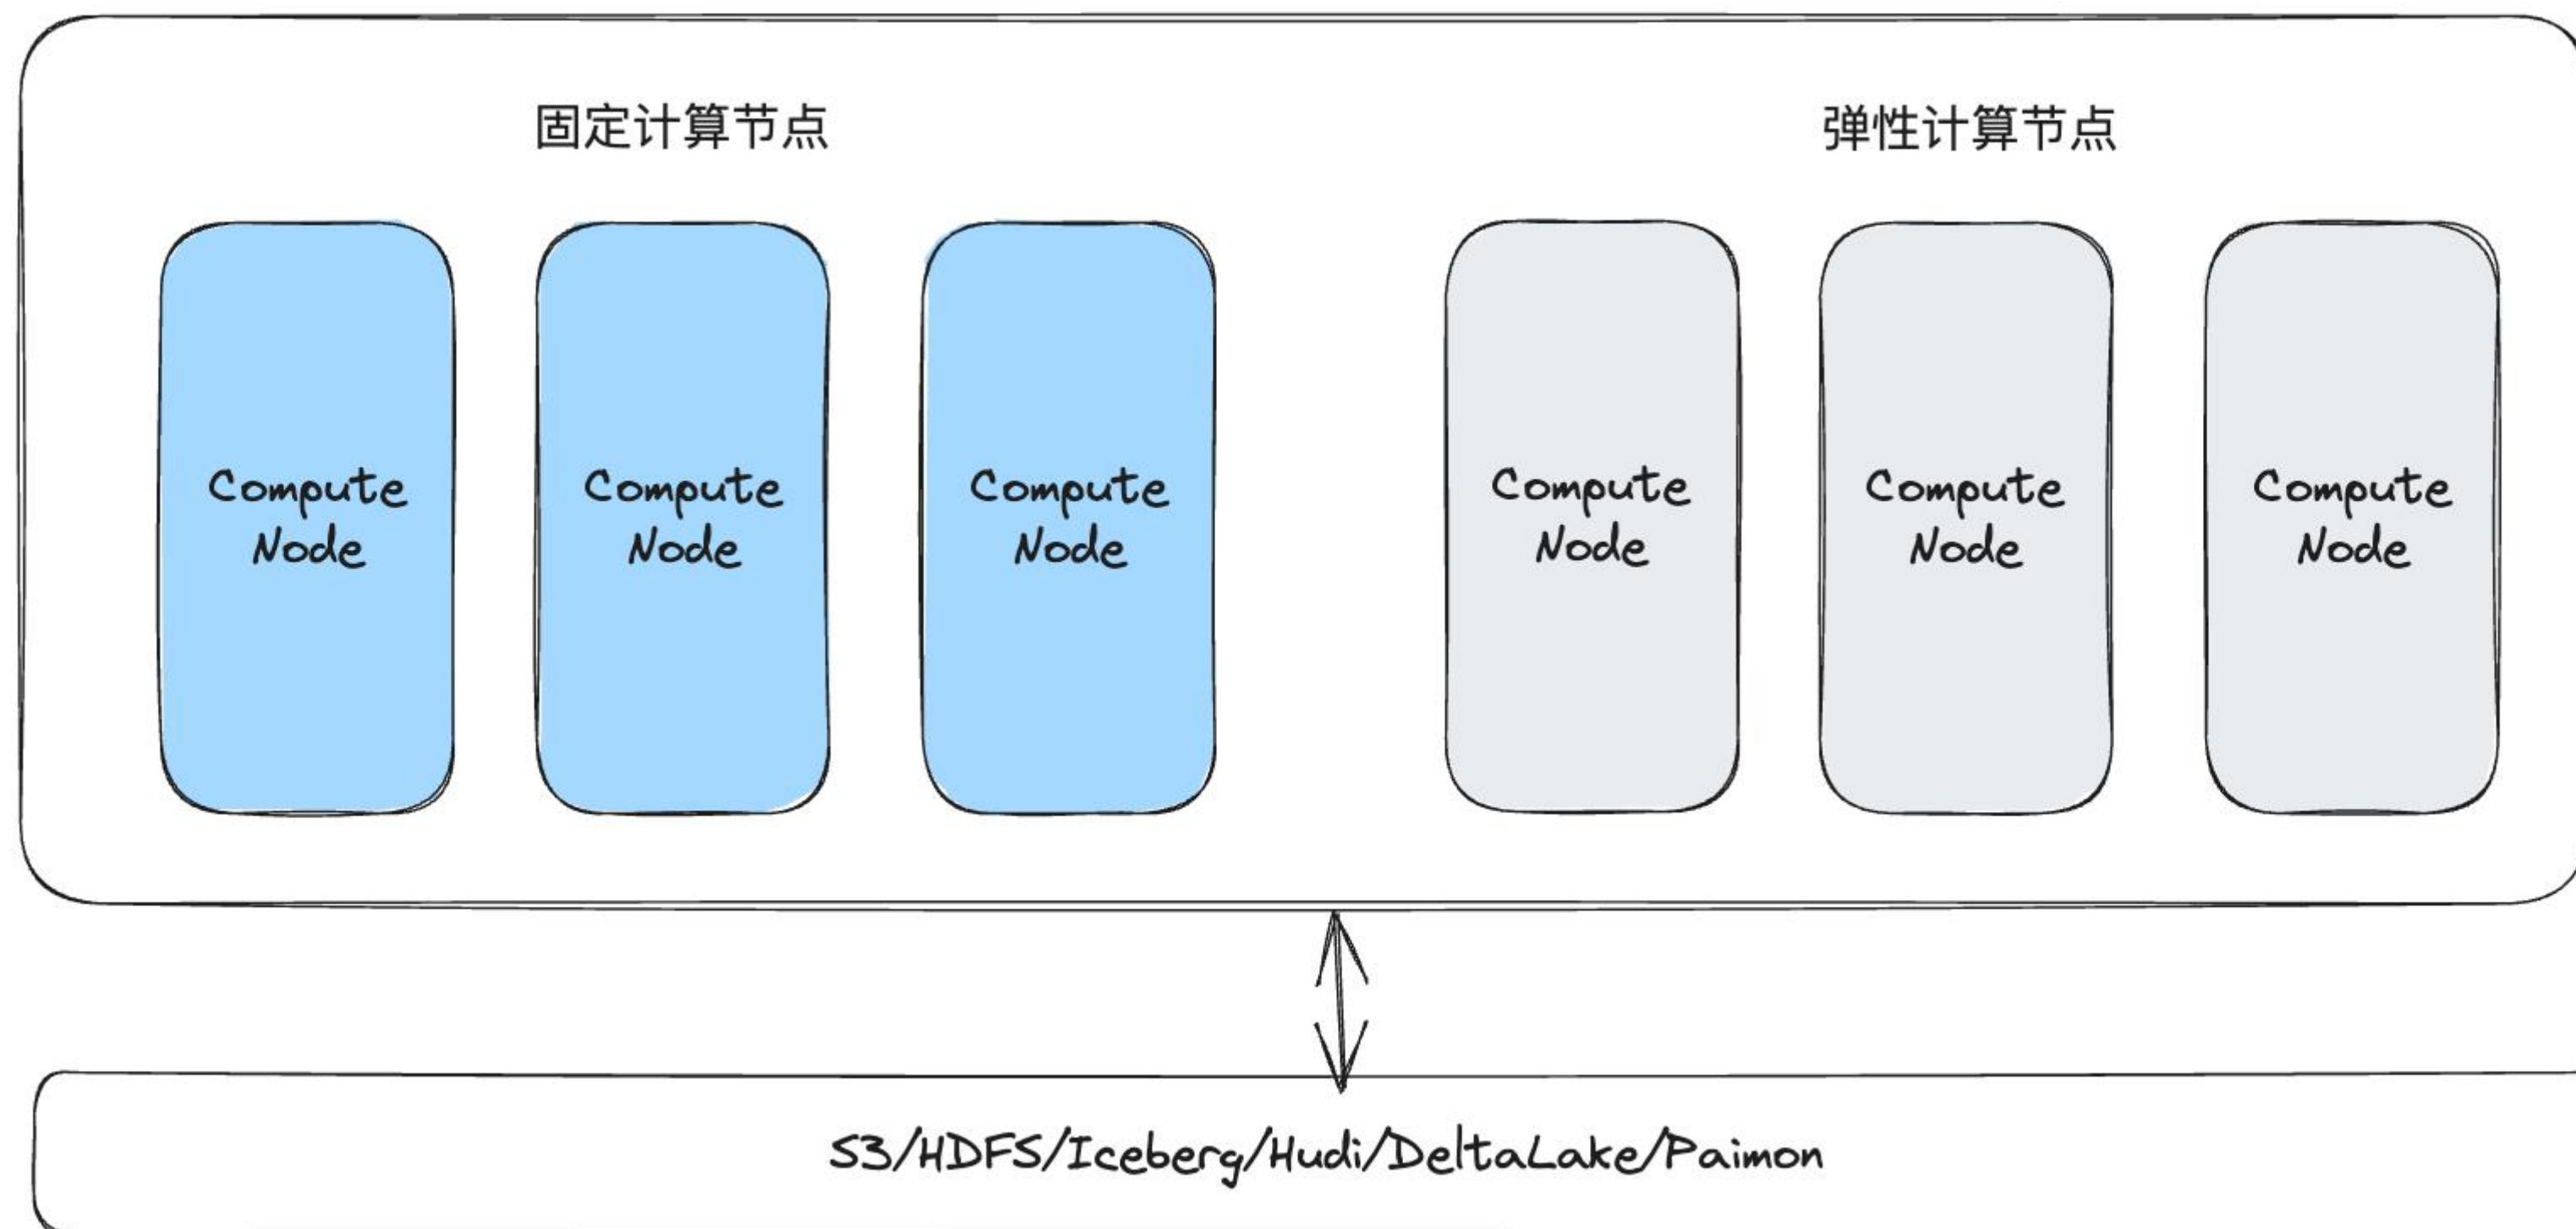 固定计算节点
弹性计算节点
Compute
Node
Compute
Node
Compute
Node
Compute
Node
Compute
Node
Compute
Node
S3/HDFS/Iceberg/Hudi/DeltaLake/Paimon